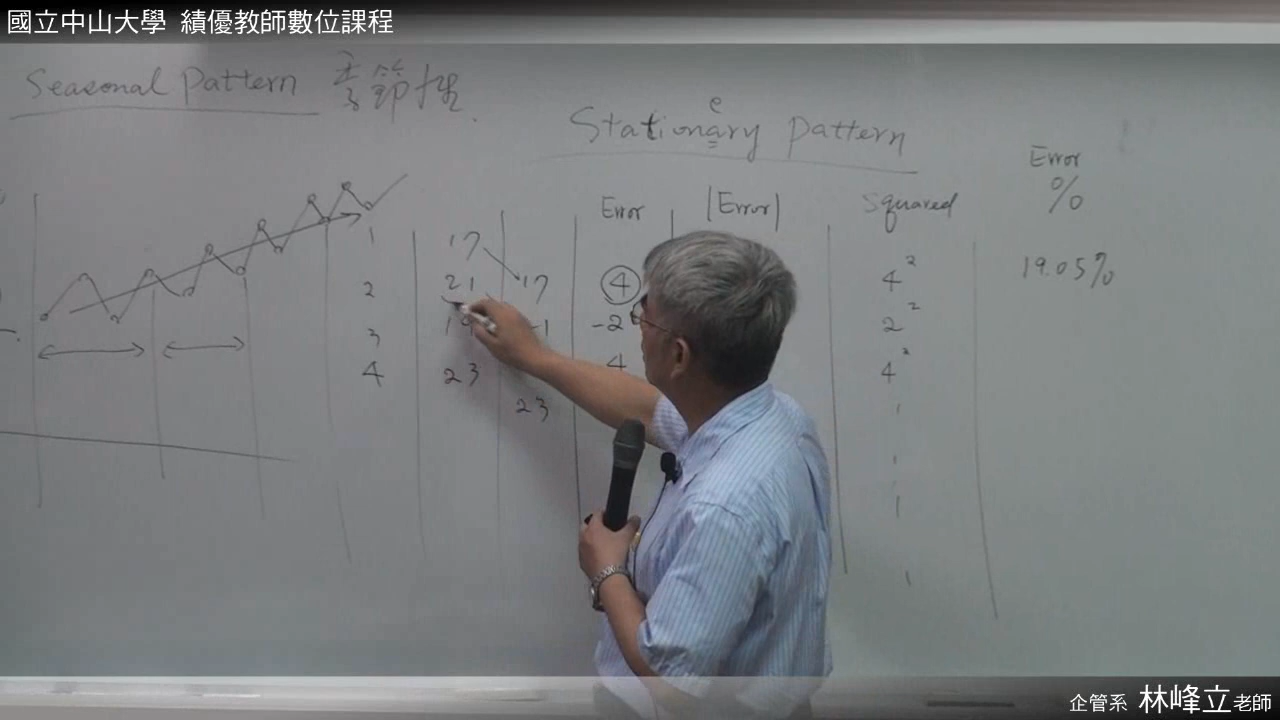 國立中山大學 績優教師數位課程
Seasonal Pattern 季節性
e
Stationary Pattern
Error |Error| Squared Error %
1 17
2 21 17 4 4² 19.05%
3 19 -2 2²
4 23 4 4²
23
企管系 林峰立老師